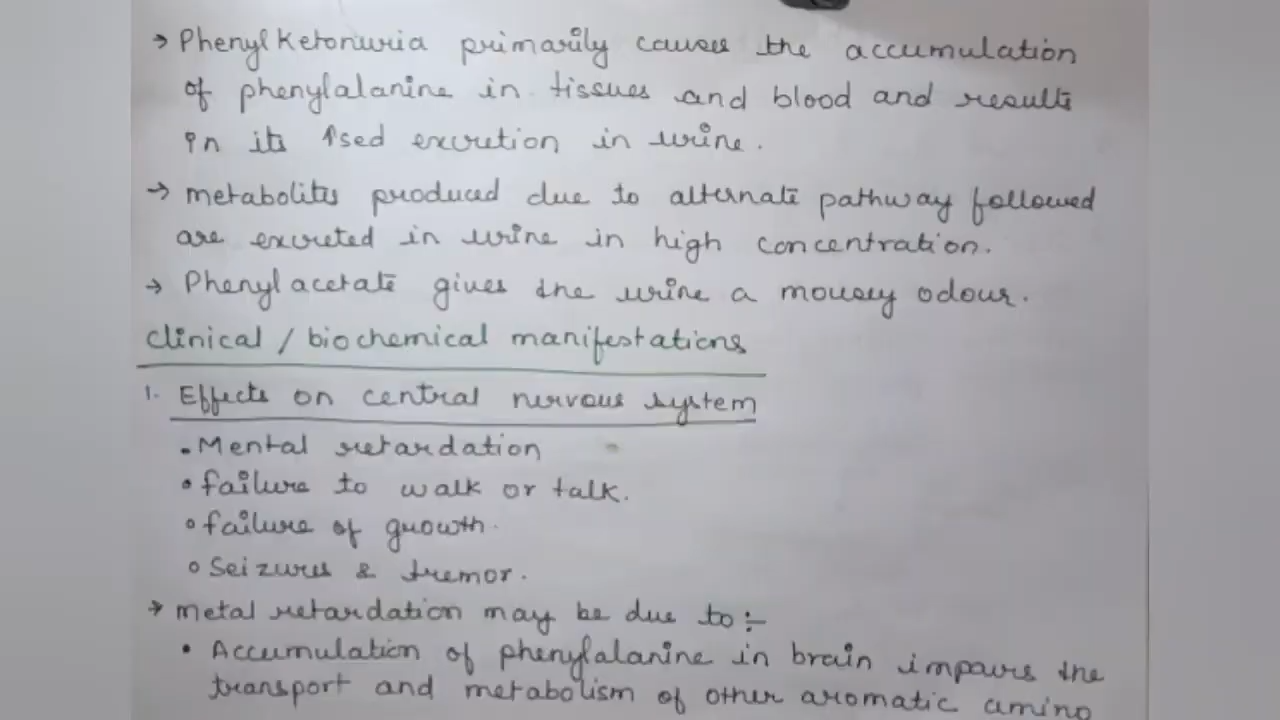 → Phenylketonuria primarily causes the accumulation
of phenylalanine in tissues and blood and results
in its ↑sed excretion in urine.
→ metabolites produced due to alternate pathway followed
are excreted in urine in high concentration.
→ Phenylacetate gives the urine a mousey odour.
clinical / biochemical manifestations
1. Effects on central nervous system
• Mental retardation
• failure to walk or talk.
• failure of growth.
• Seizures & tremor.
→ metal retardation may be due to :-
• Accumulation of phenylalanine in brain impairs the
transport and metabolism of other aromatic amino